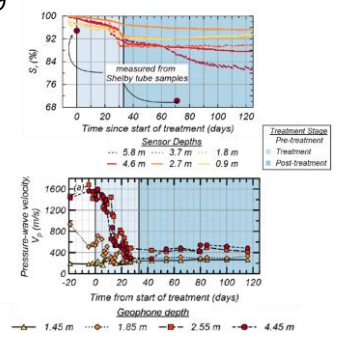 100
92
84
76
68
Sr (%)
measured from
Shelby tube samples
0 20 40 60 80 100 120
Time since start of treatment (days)
Sensor Depths
5.8 m 3.7 m 1.8 m
4.6 m 2.7 m 0.9 m
Treatment Stage
Pre-treatment
Treatment
Post-treatment
(a)
1600
1200
800
400
0
Pressure-wave velocity,
Vp (m/s)
-20 0 20 40 60 80 100 120
Time from start of treatment (days)
Geophone depth
1.45 m 1.85 m 2.55 m 4.45 m